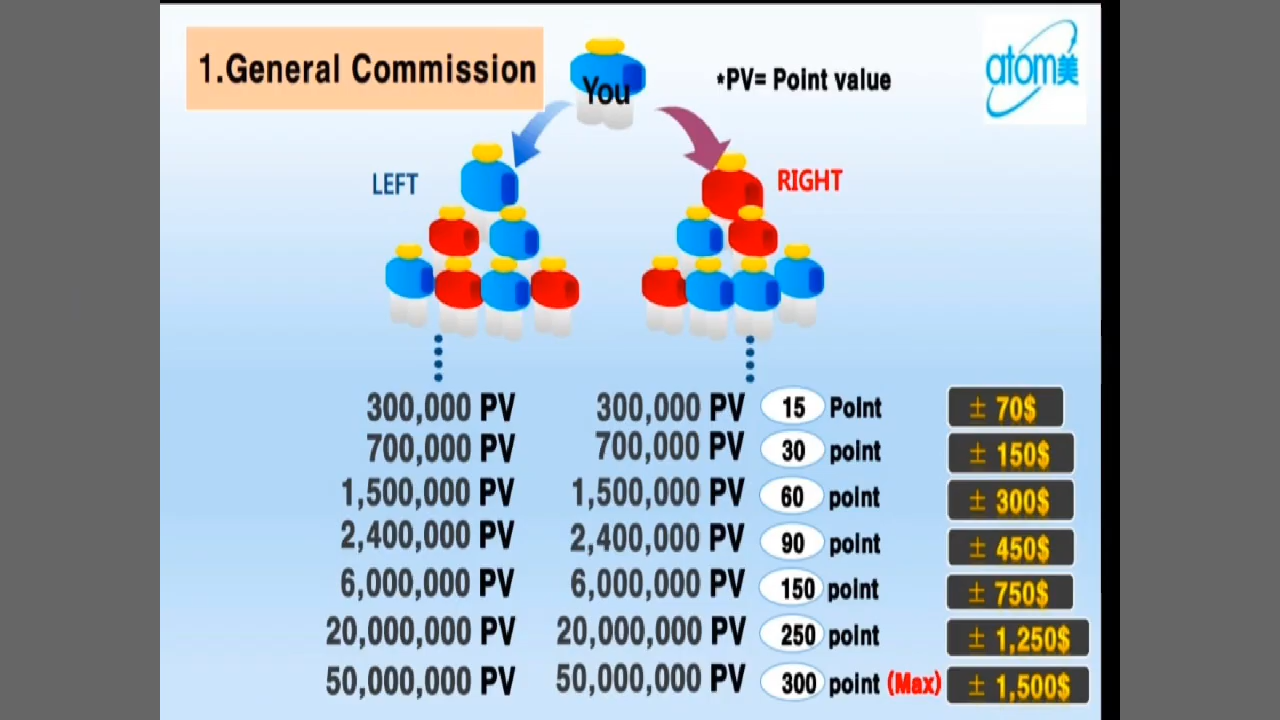 1.General Commission
You
*PV= Point value
atom美
LEFT
RIGHT
300,000 PV 300,000 PV 15 Point ± 70$
700,000 PV 700,000 PV 30 point ± 150$
1,500,000 PV 1,500,000 PV 60 point ± 300$
2,400,000 PV 2,400,000 PV 90 point ± 450$
6,000,000 PV 6,000,000 PV 150 point ± 750$
20,000,000 PV 20,000,000 PV 250 point ± 1,250$
50,000,000 PV 50,000,000 PV 300 point (Max) ± 1,500$